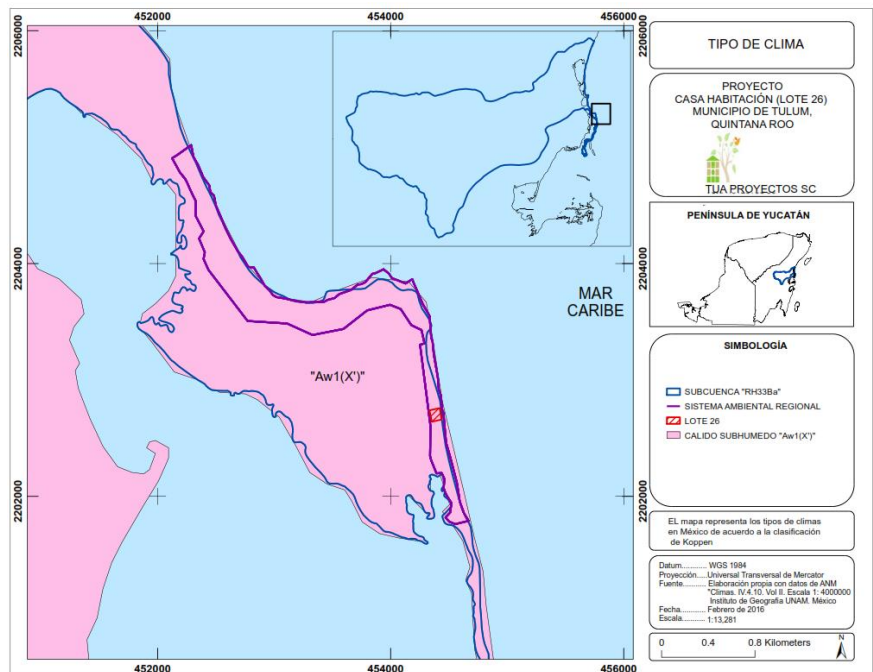 452000
454000
456000
2206000
2206000
2204000
2204000
2202000
2202000
MAR
CARIBE
"Aw1(X')"
452000
454000
456000
TIPO DE CLIMA
PROYECTO
CASA HABITACIÓN (LOTE 26)
MUNICIPIO DE TULUM,
QUINTANA ROO
TIJA PROYECTOS SC
PENÍNSULA DE YUCATÁN
SIMBOLOGÍA
SUBCUENCA "RH33Ba"
SISTEMA AMBIENTAL REGIONAL
LOTE 26
CALIDO SUBHUMEDO "Aw1(X')"
EL mapa representa los tipos de climas
en México de acuerdo a la clasificación
de Koppen
Datum............ WGS 1984
Proyección.....Universal Transversal de Mercator
Fuente.......... Elaboración propia con datos de ANM
"Climas. IV.4.10. Vol II. Escala 1: 4000000
Instituto de Geografia UNAM. México
Fecha.......... Febrero de 2016
Escala.......... 1:13,281
0 0.4 0.8 Kilometers
N